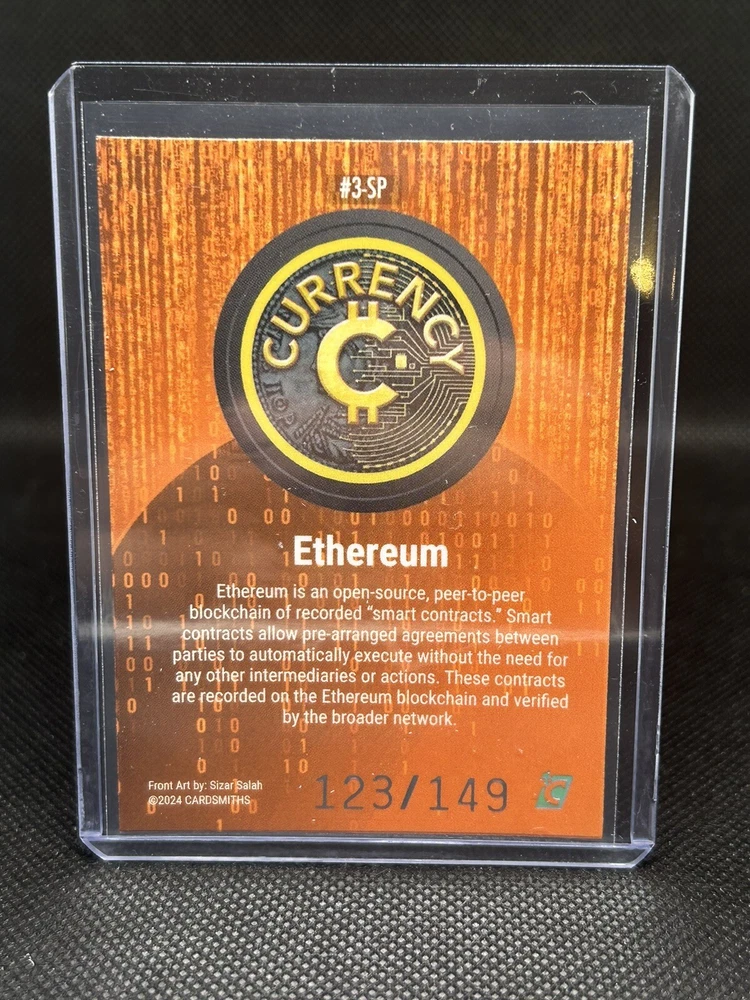 #3-SP
CURRENCY
Ethereum
Ethereum is an open-source, peer-to-peer
blockchain of recorded “smart contracts.” Smart
contracts allow pre-arranged agreements between
parties to automatically execute without the need for
any other intermediaries or actions. These contracts
are recorded on the Ethereum blockchain and verified
by the broader network.
Front Art by: Sizar Salah
©2024 CARDSMITHS
123/149